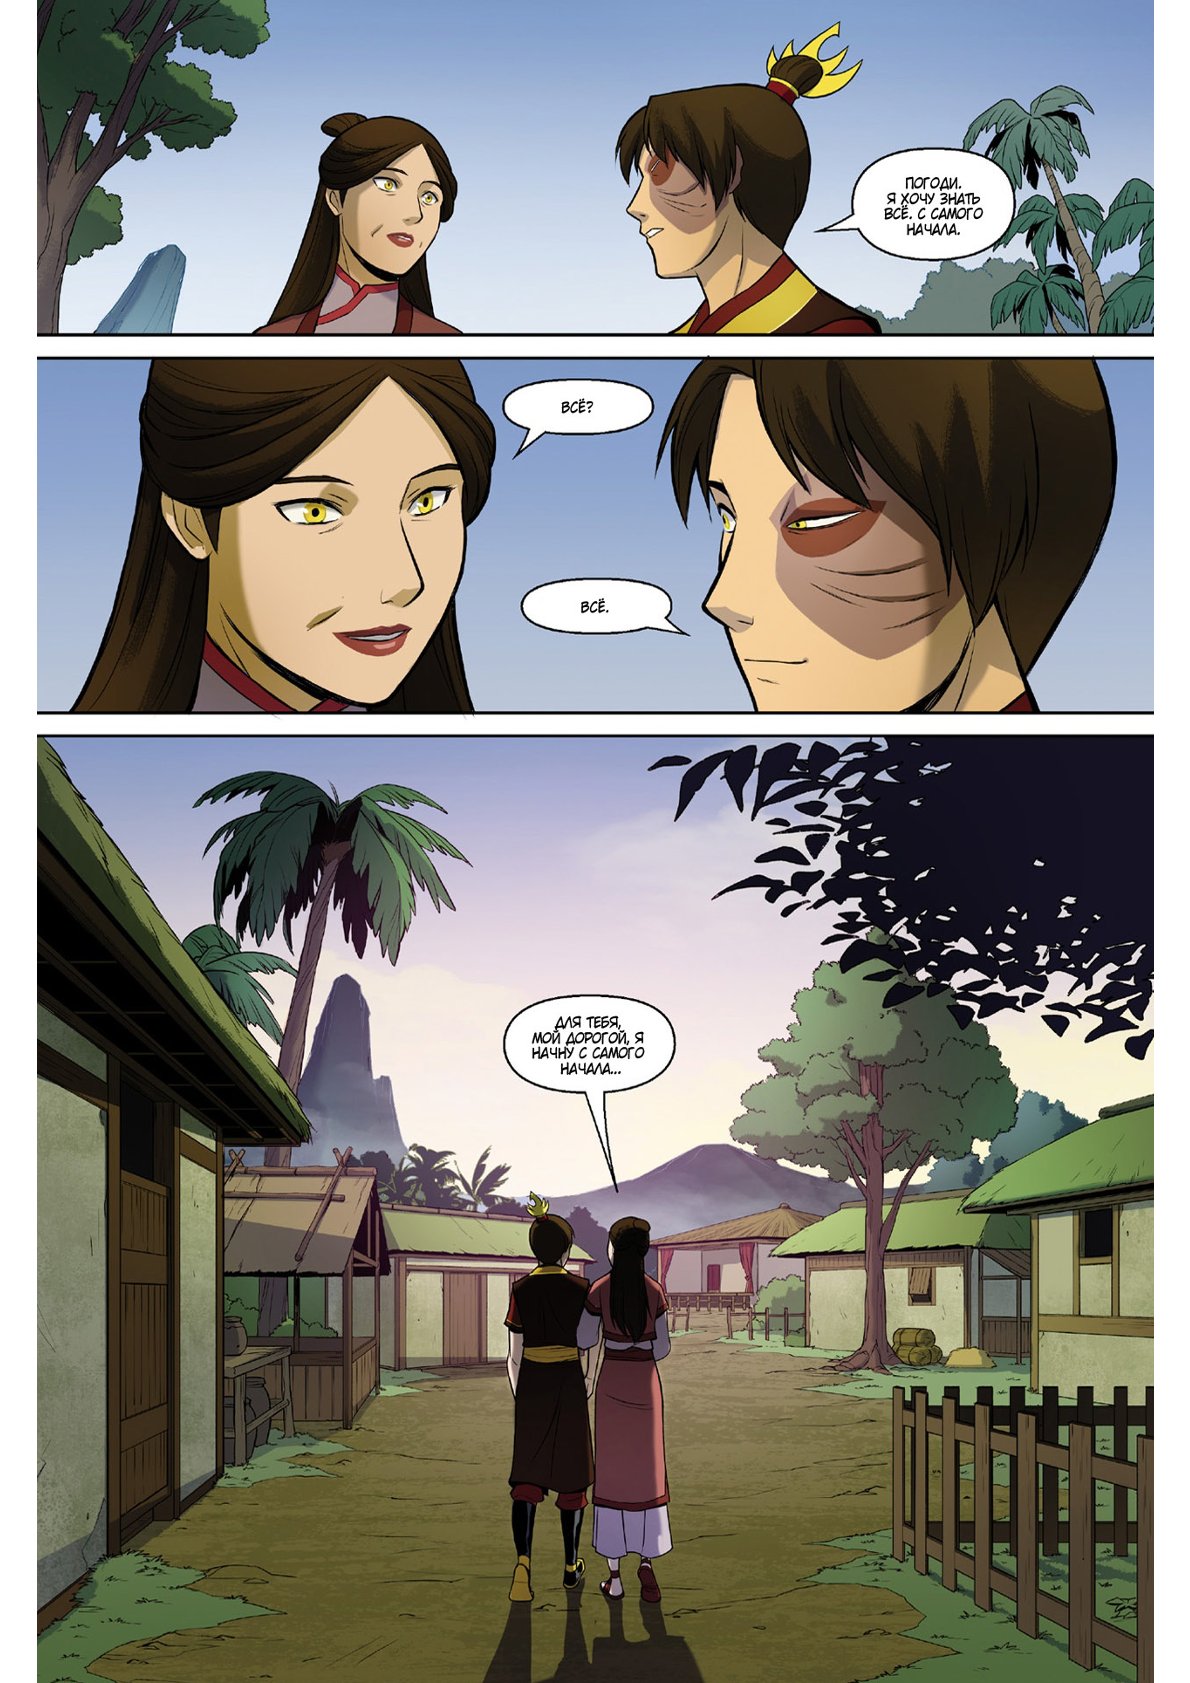 ПОГОДИ.
Я ХОЧУ ЗНАТЬ
ВСЁ. С САМОГО
НАЧАЛА.
ВСЁ?
ВСЁ.
ДЛЯ ТЕБЯ,
МОЙ ДОРОГОЙ, Я
НАЧНУ С САМОГО
НАЧАЛА...